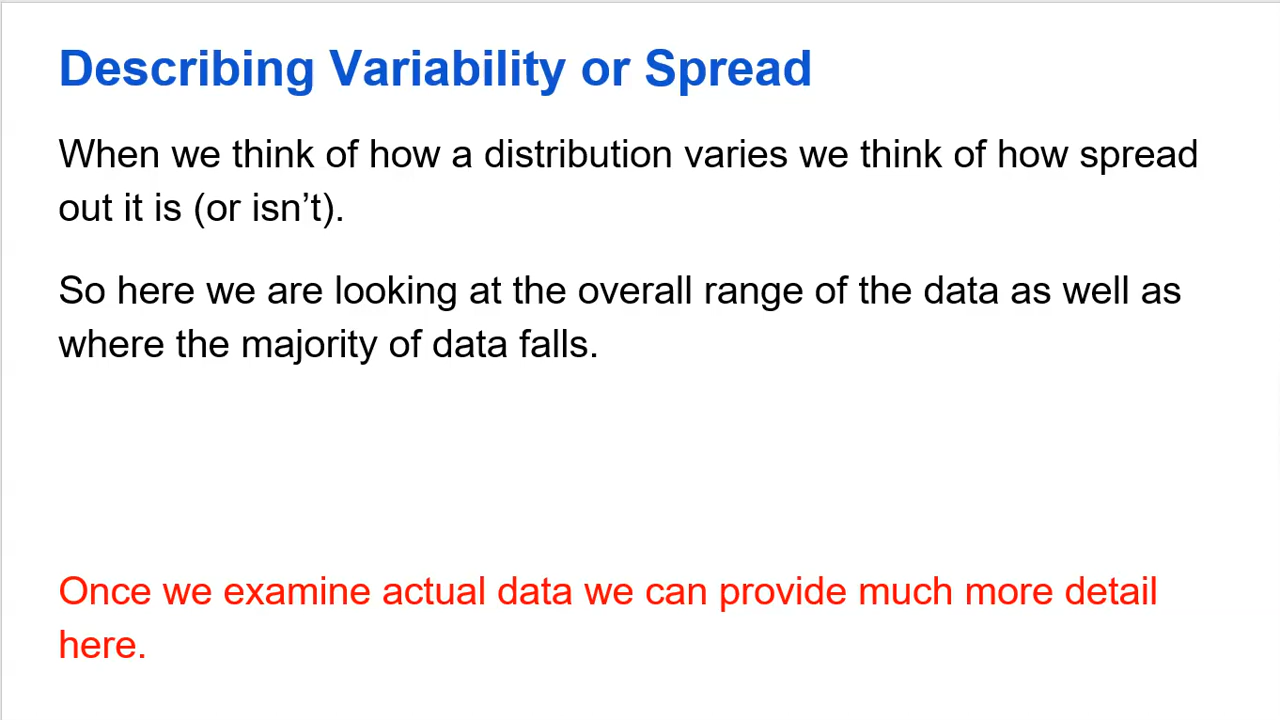 Describing Variability or Spread
When we think of how a distribution varies we think of how spread
out it is (or isn’t).
So here we are looking at the overall range of the data as well as
where the majority of data falls.
Once we examine actual data we can provide much more detail
here.